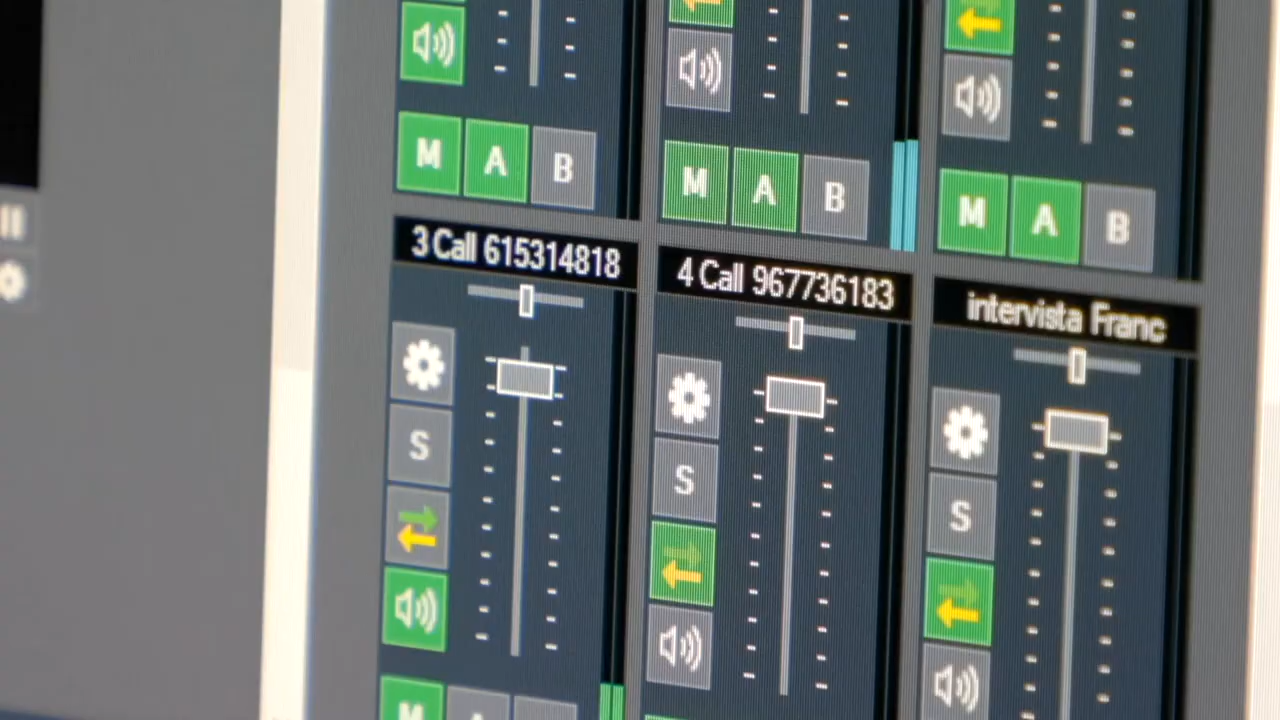 M A B
M A B
M A B
3 Call 615314818
4 Call 967736183
intervista Franc
S
S
S
M